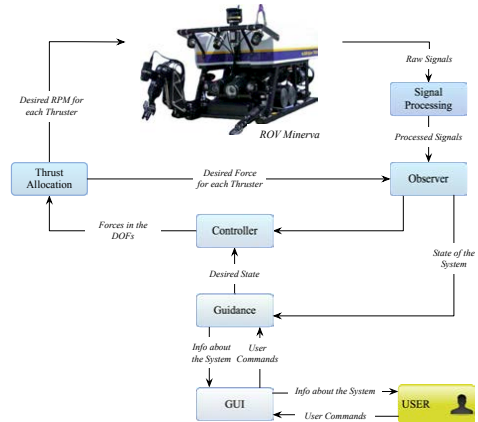 Raw Signals
Desired RPM for
each Thruster
Signal
Processing
ROV Minerva
Processed Signals
Thrust
Allocation
Desired Force
for each Thruster
Observer
Forces in the
DOFs
Controller
State of the
System
Desired State
Guidance
Info about
the System
User
Commands
GUI
Info about the System
USER
User Commands